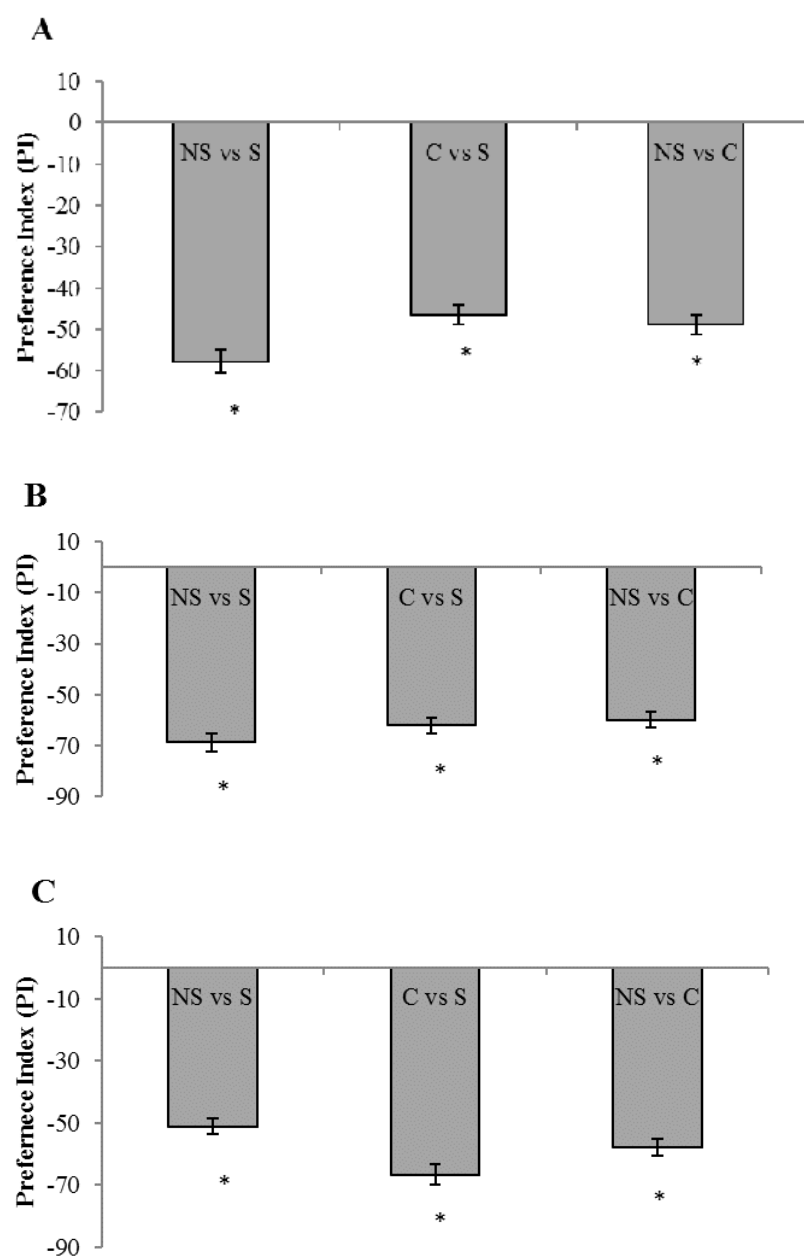 A
Preference Index (PI)
10
0
-10
-20
-30
-40
-50
-60
-70
NS vs S
C vs S
NS vs C
*
*
*
B
Preference Index (PI)
10
-10
-30
-50
-70
-90
NS vs S
C vs S
NS vs C
*
*
*
C
Prefernece Index (PI)
10
-10
-30
-50
-70
-90
NS vs S
C vs S
NS vs C
*
*
*